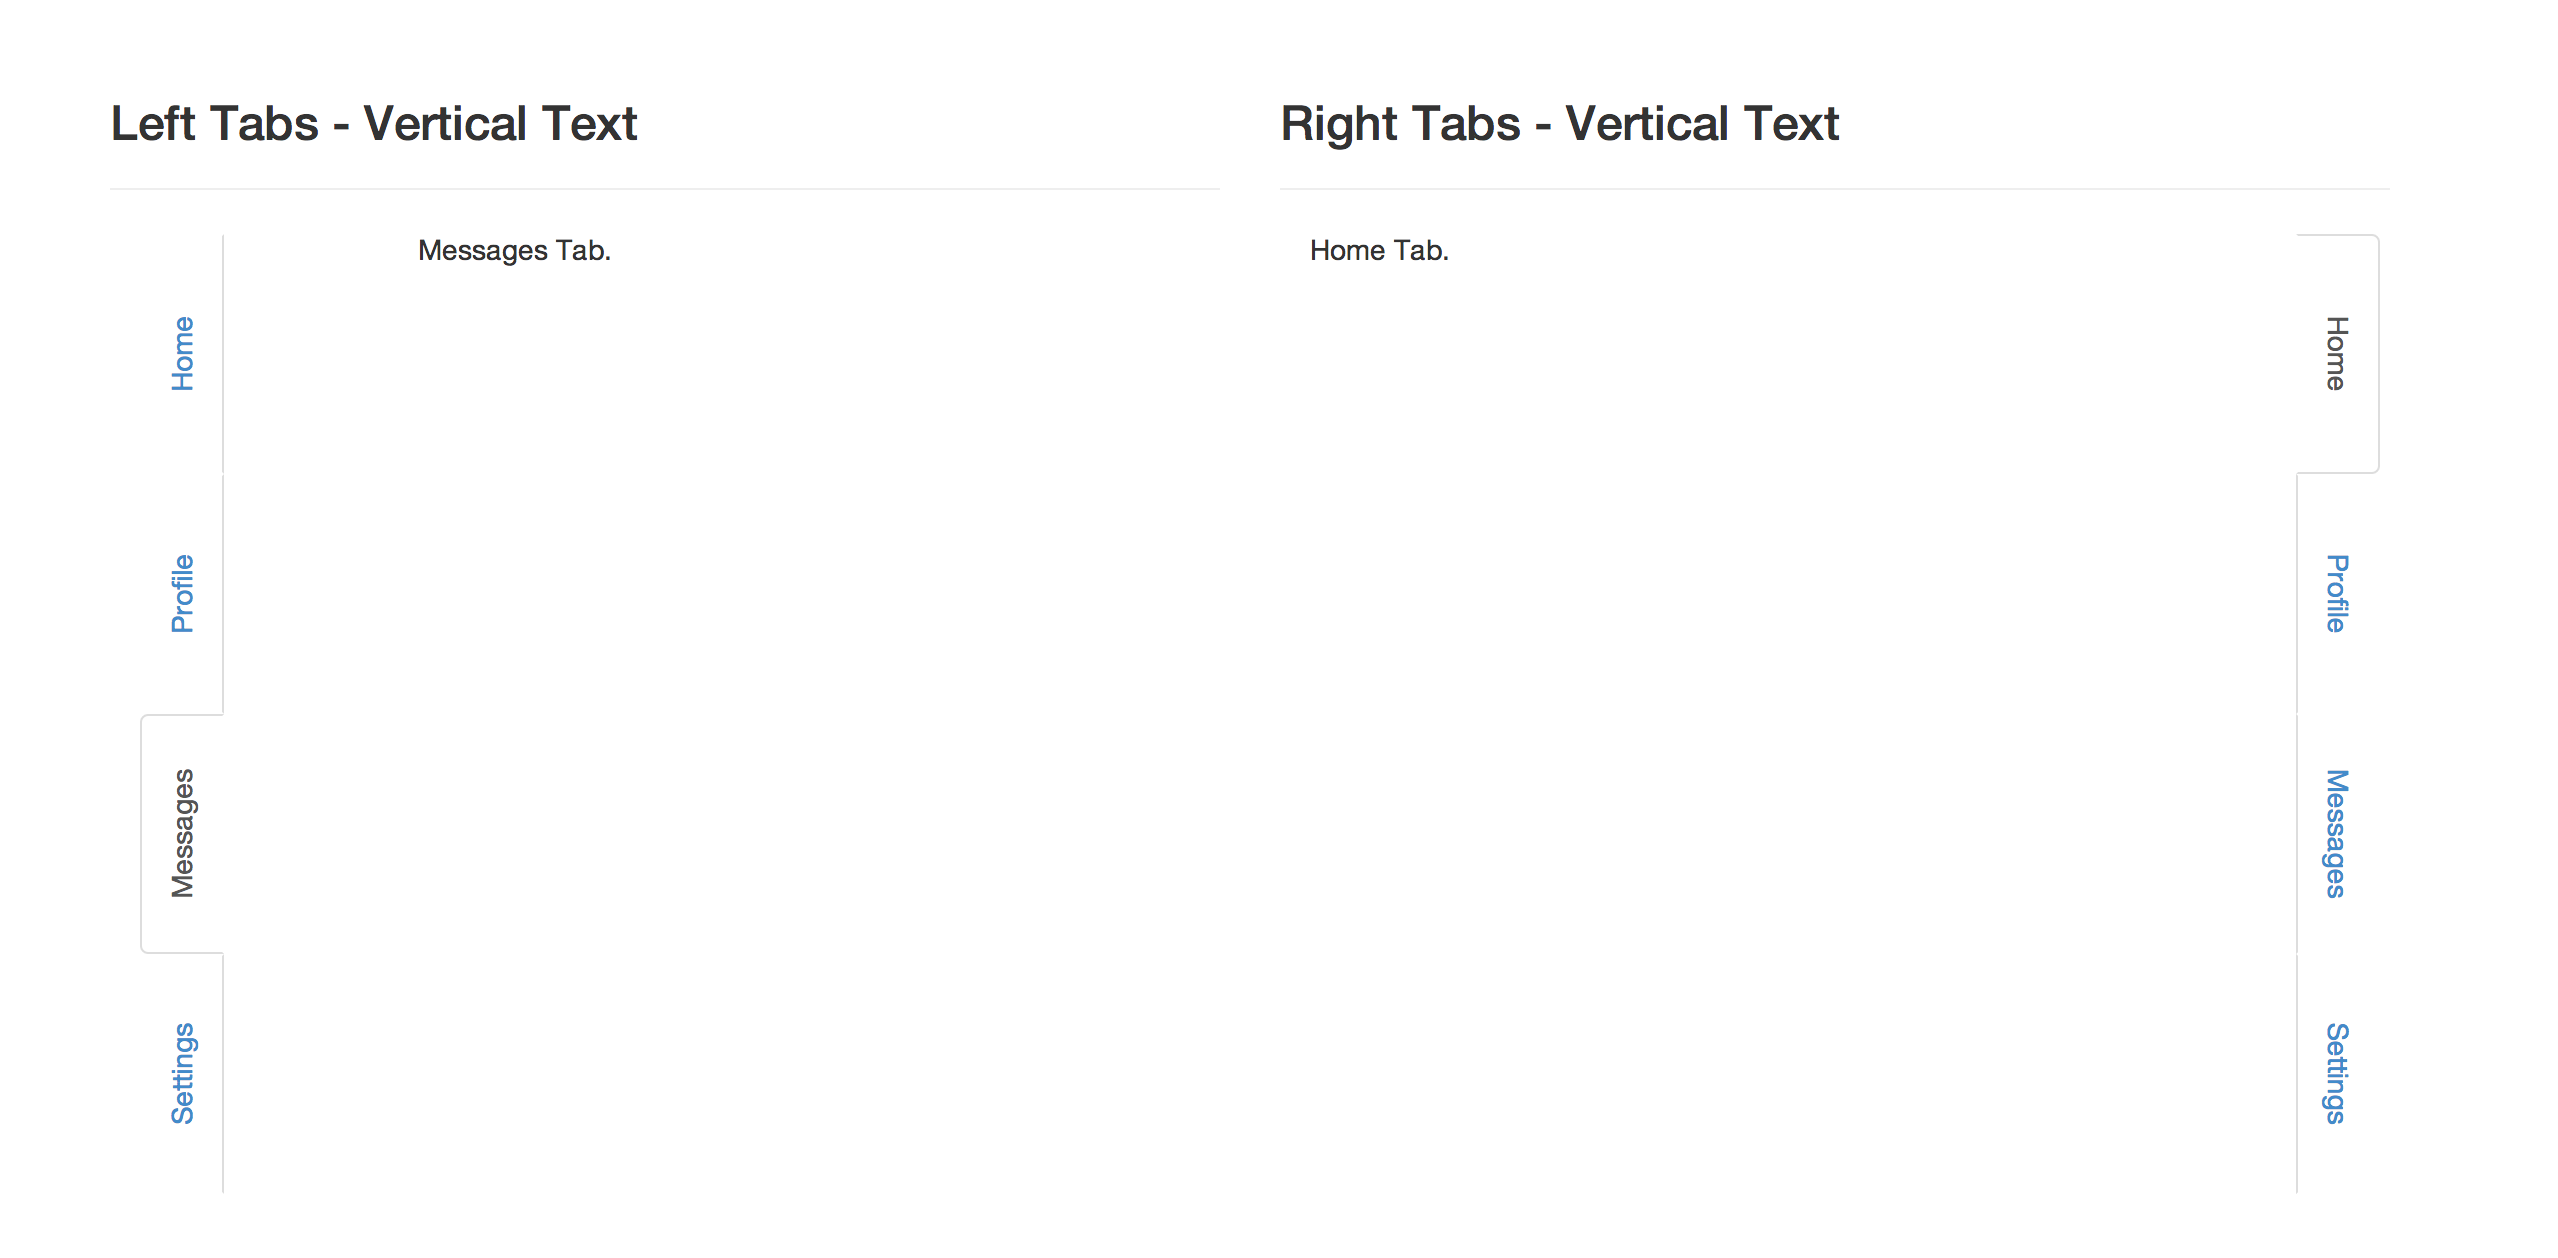 Left Tabs - Vertical Text
Messages Tab.
Home
Profile
Messages
Settings
Right Tabs - Vertical Text
Home Tab.
Home
Profile
Messages
Settings